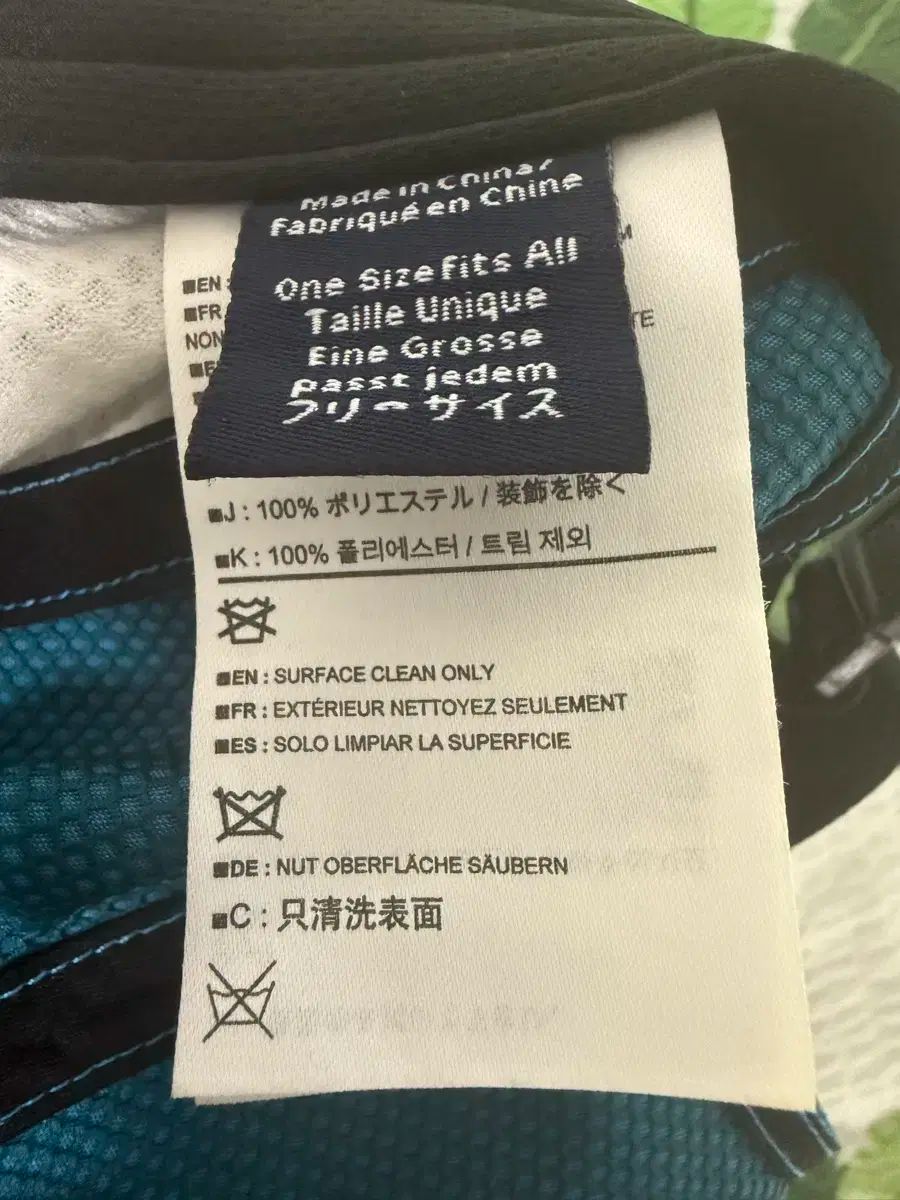 Made in China/
Fabriqué en Chine
One Size Fits All
Taille Unique
Eine Grosse
passt jedem
フリーサイズ
■EN
■FR
NON
■J : 100% ポリエステル / 装飾を除く
■K : 100% 폴리에스터 / 트림 제외
■EN : SURFACE CLEAN ONLY
■FR : EXTÉRIEUR NETTOYEZ SEULEMENT
■ES : SOLO LIMPIAR LA SUPERFICIE
■DE : NUT OBERFLÄCHE SÄUBERN
■C : 只清洗表面